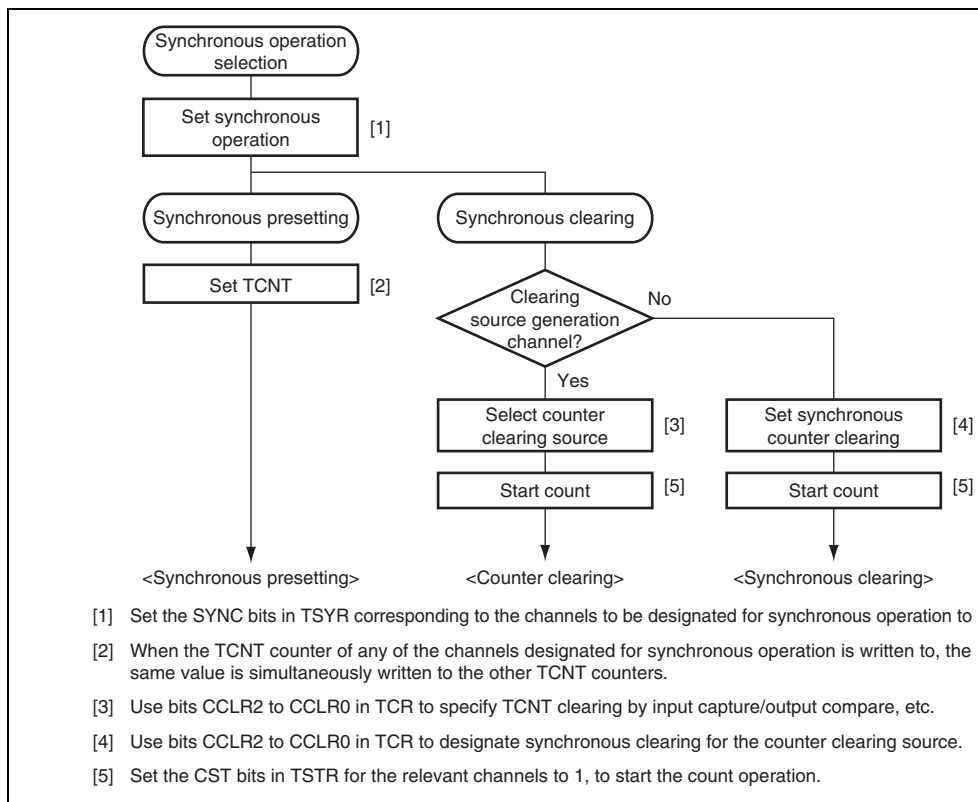 Synchronous operation
selection
Set synchronous
operation
[1]
Synchronous presetting
Synchronous clearing
Set TCNT
[2]
Clearing
source generation
channel?
No
Yes
Select counter
clearing source
[3]
Set synchronous
counter clearing
[4]
Start count
[5]
Start count
[5]
<Synchronous presetting>
<Counter clearing>
<Synchronous clearing>
[1] Set the SYNC bits in TSYR corresponding to the channels to be designated for synchronous operation to
[2] When the TCNT counter of any of the channels designated for synchronous operation is written to, the
same value is simultaneously written to the other TCNT counters.
[3] Use bits CCLR2 to CCLR0 in TCR to specify TCNT clearing by input capture/output compare, etc.
[4] Use bits CCLR2 to CCLR0 in TCR to designate synchronous clearing for the counter clearing source.
[5] Set the CST bits in TSTR for the relevant channels to 1, to start the count operation.